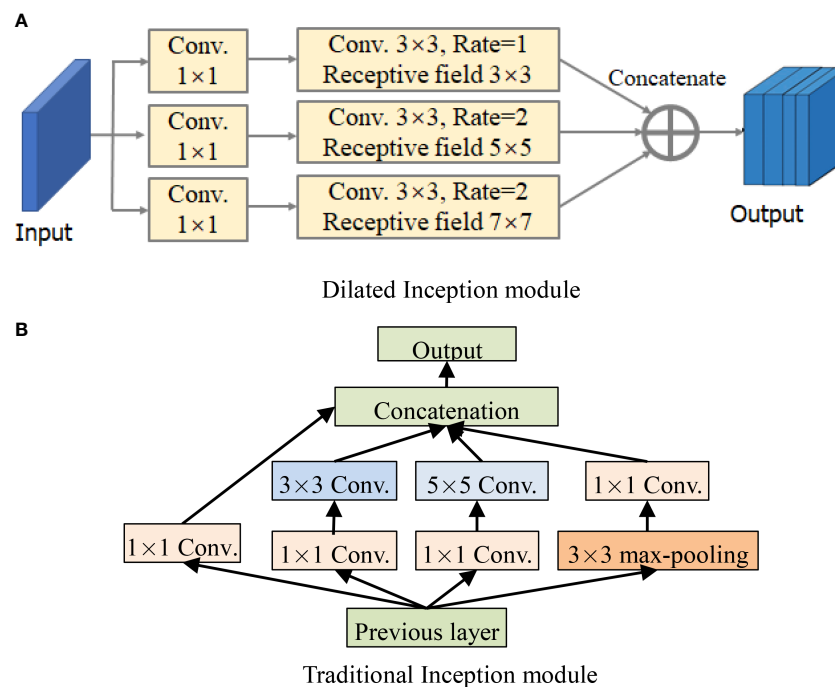 A
Conv.
1×1
Conv. 3×3, Rate=1
Receptive field 3×3
Conv.
1×1
Conv. 3×3, Rate=2
Receptive field 5×5
Conv.
1×1
Conv. 3×3, Rate=2
Receptive field 7×7
Concatenate
Input
Output
Dilated Inception module
B
Output
Concatenation
3×3 Conv.
5×5 Conv.
1×1 Conv.
1×1 Conv.
1×1 Conv.
1×1 Conv.
3×3 max-pooling
Previous layer
Traditional Inception module